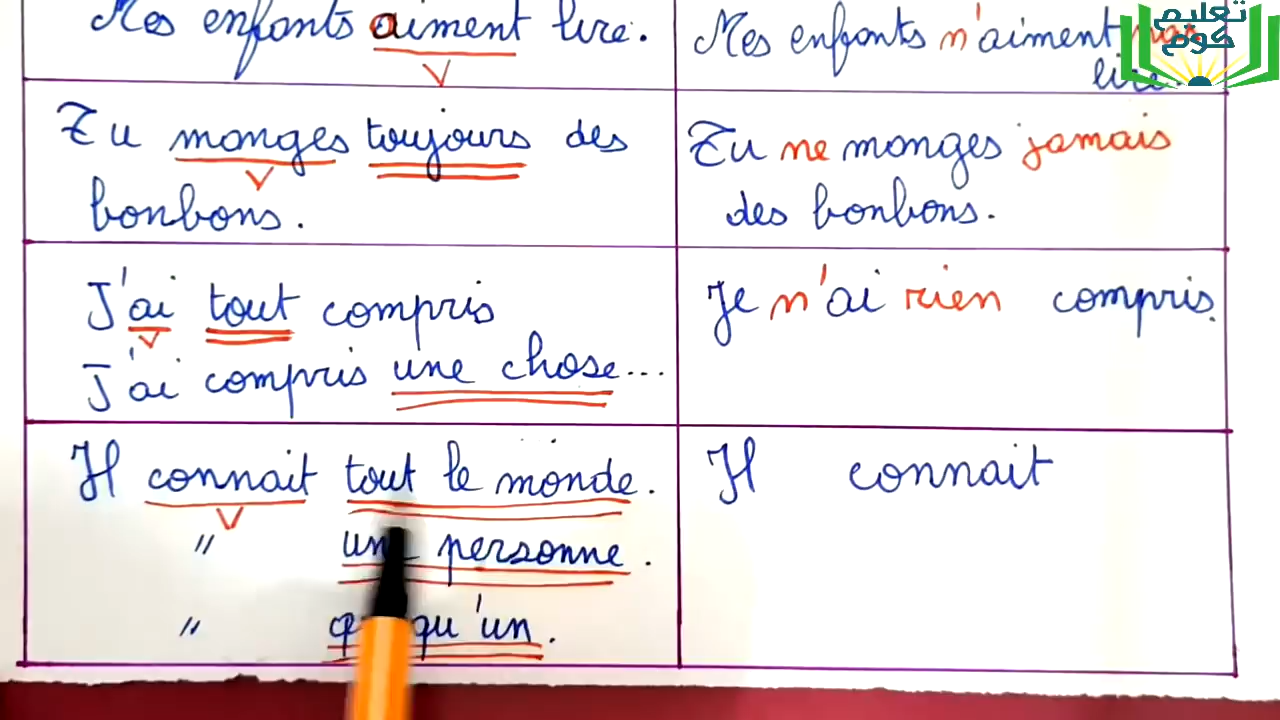 Mes enfants aiment lire.
Mes enfants n'aiment pas
lire.
Tu manges toujours des
bonbons.
Tu ne manges jamais
des bonbons.
J'ai tout compris
J'ai compris une chose...
Je n'ai rien compris.
Il connait tout le monde.
" une personne.
" qu'un.
Il connait
تعليم
كوم